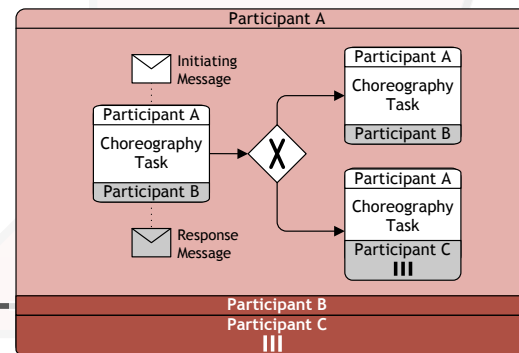 Participant A
Initiating
Message
Participant A
Choreography
Task
Participant B
Response
Message
X
Participant A
Choreography
Task
Participant B
Participant A
Choreography
Task
Participant C
Participant B
Participant C